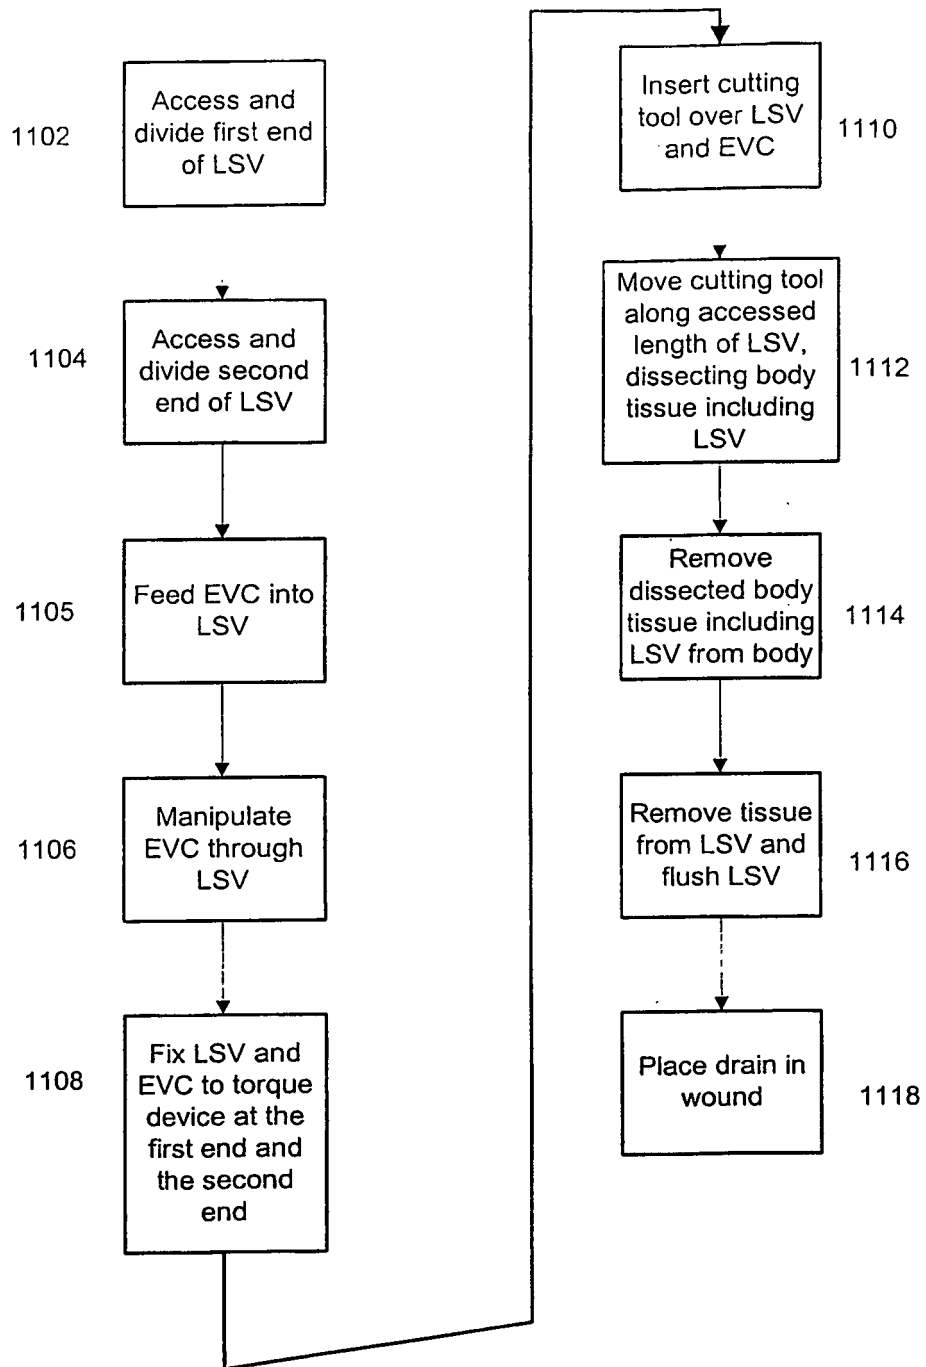 1102
Access and
divide first end
of LSV
1104
Access and
divide second
end of LSV
1105
Feed EVC into
LSV
1106
Manipulate
EVC through
LSV
1108
Fix LSV and
EVC to torque
device at the
first end and
the second
end
Insert cutting
tool over LSV
and EVC
1110
Move cutting tool
along accessed
length of LSV,
dissecting body
tissue including
LSV
1112
Remove
dissected body
tissue including
LSV from body
1114
Remove tissue
from LSV and
flush LSV
1116
Place drain in
wound
1118